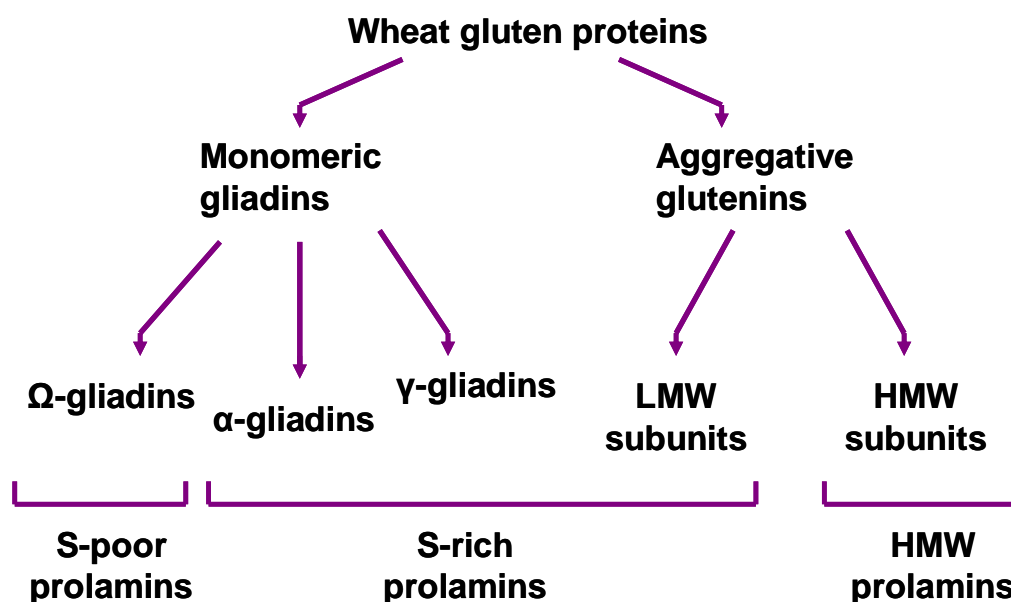 Wheat gluten proteins
Monomeric
gliadins
Aggregative
glutenins
Ω-gliadins
α-gliadins
γ-gliadins
LMW
subunits
HMW
subunits
S-poor
prolamins
S-rich
prolamins
HMW
prolamins